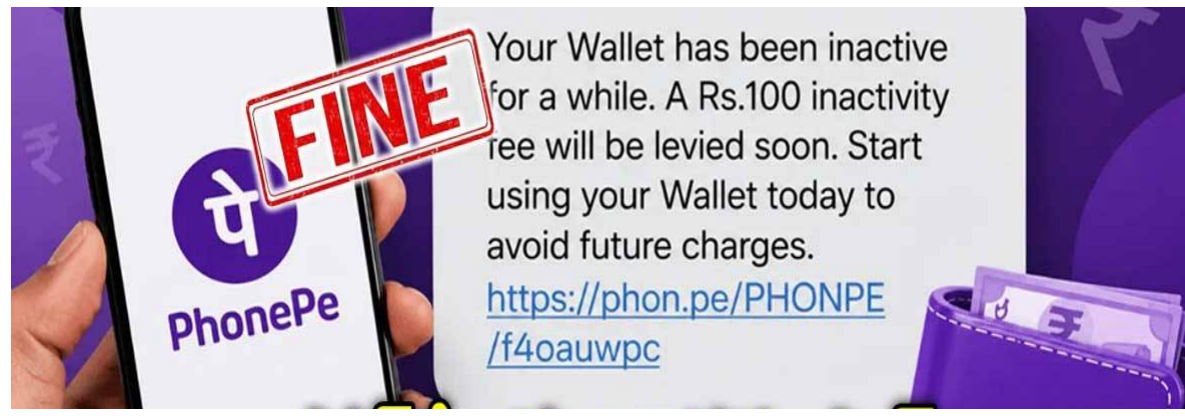 पे
PhonePe
FINE
Your Wallet has been inactive
for a while. A Rs.100 inactivity
fee will be levied soon. Start
using your Wallet today to
avoid future charges.
https://phon.pe/PHONPE
/f4oauwpc
₹
₹
₹